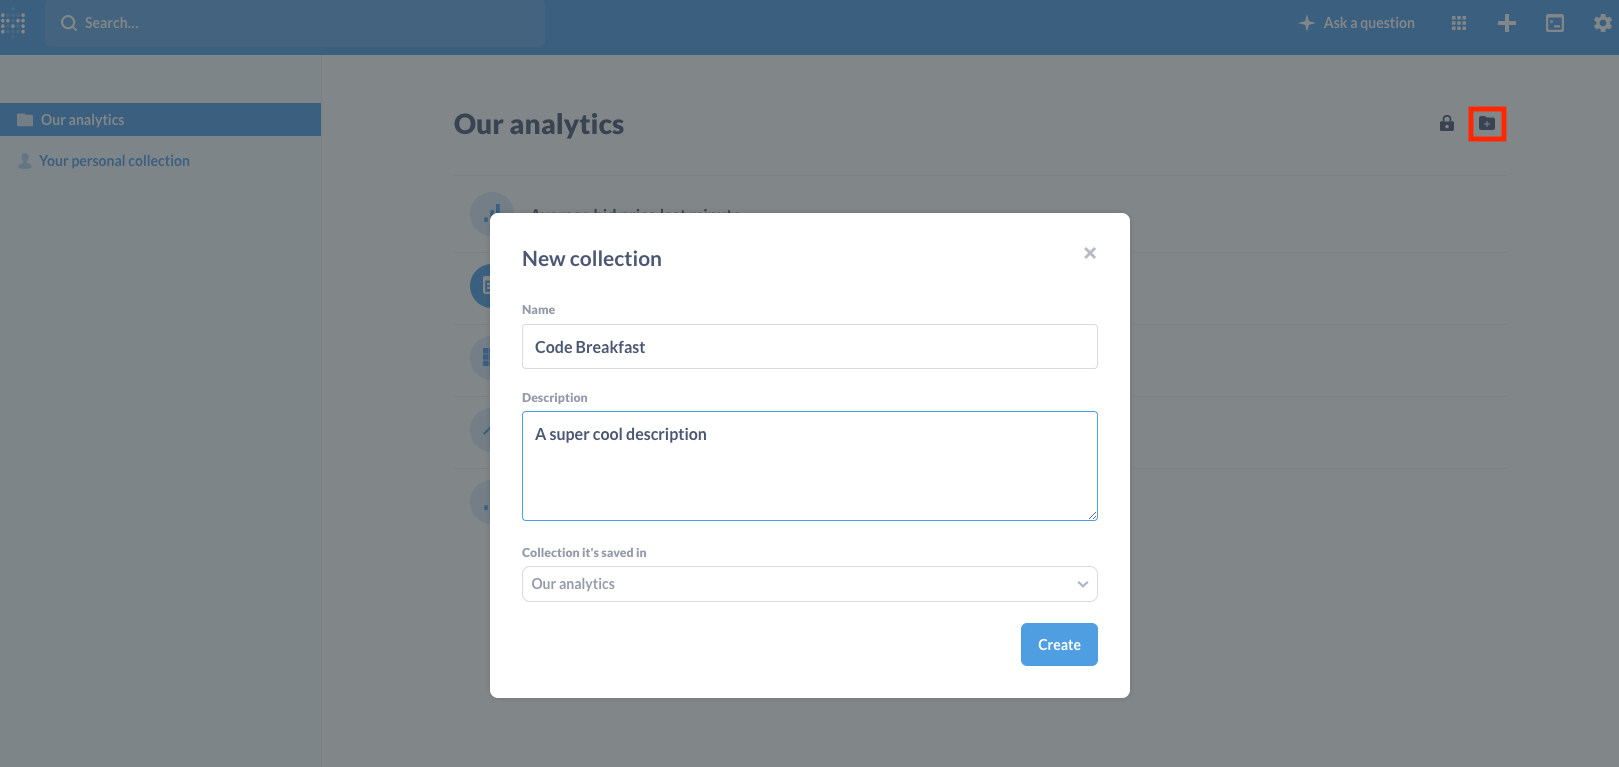 Search...
Ask a question
Our analytics
Your personal collection
Our analytics
New collection
Name
Code Breakfast
Description
A super cool description
Collection it's saved in
Our analytics
Create